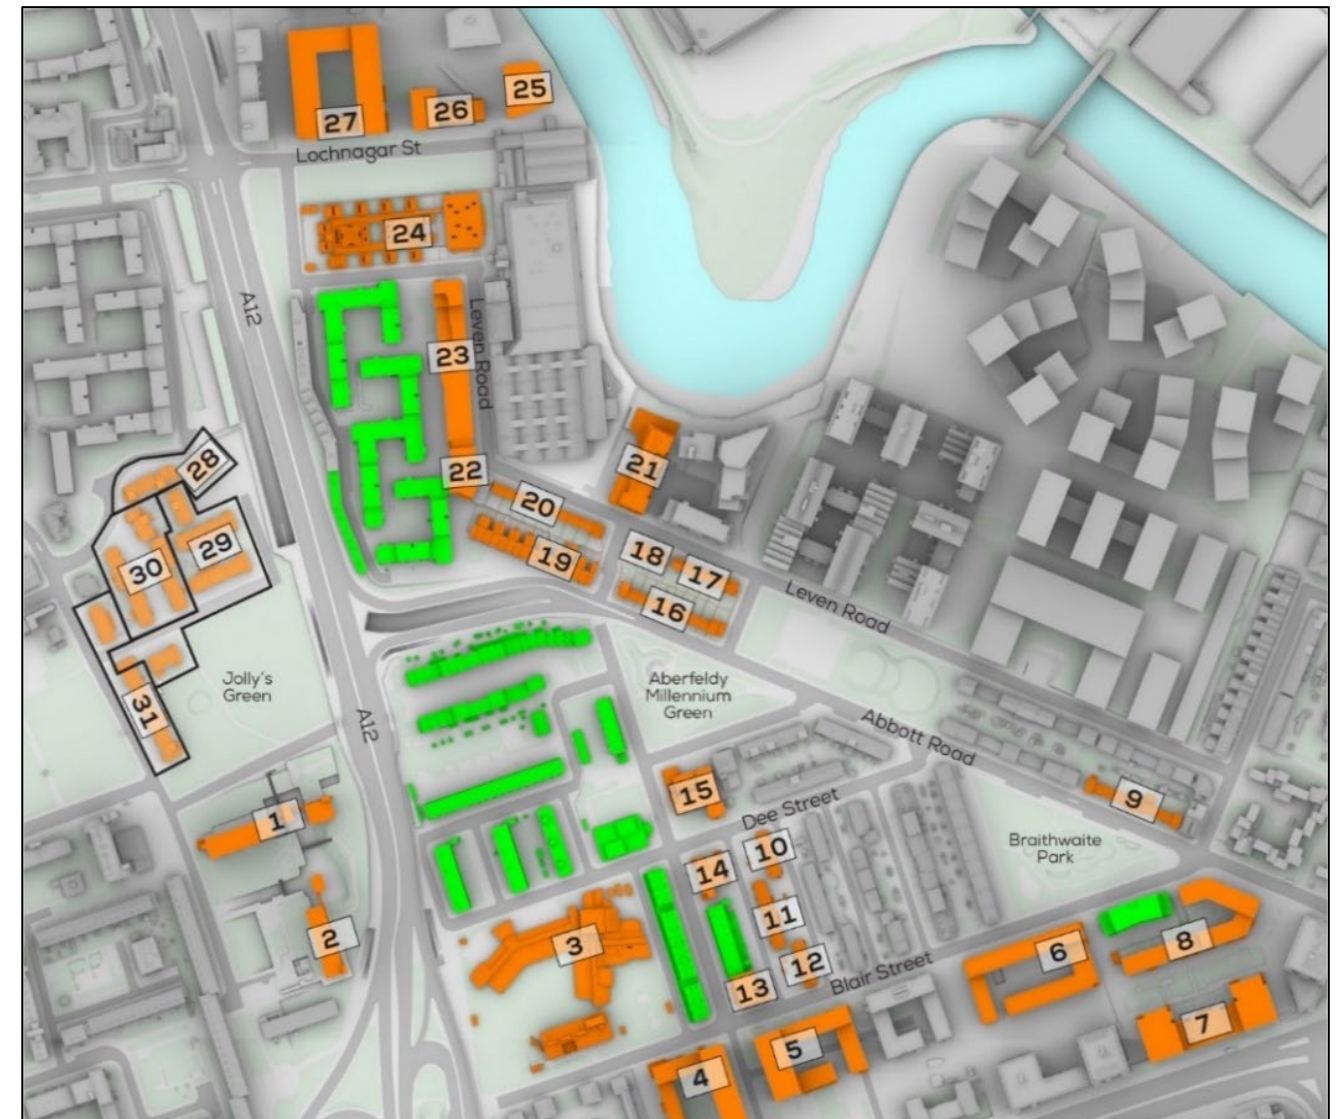 27
26
25
Lochnagar St
24
A12
23
Leven Road
22
21
28
20
29
19
18
17
30
16
Leven Road
Jolly's
Green
Aberfeldy
Millennium
Green
31
A12
Abbott Road
15
Dee Street
9
1
10
Braithwaite
Park
14
11
2
3
12
6
8
13
Blair Street
7
5
4